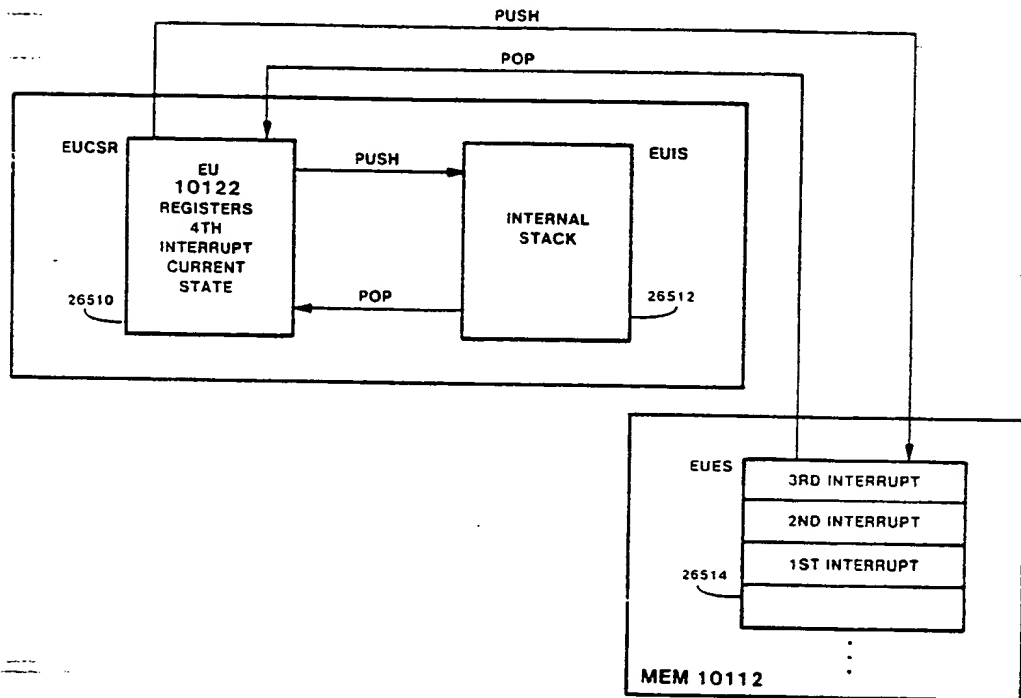 PUSH
POP
EUCSR
EU
10122
REGISTERS
4TH
INTERRUPT
CURRENT
STATE
26510
PUSH
POP
EUIS
INTERNAL
STACK
26512
EUES
3RD INTERRUPT
2ND INTERRUPT
1ST INTERRUPT
26514
MEM 10112